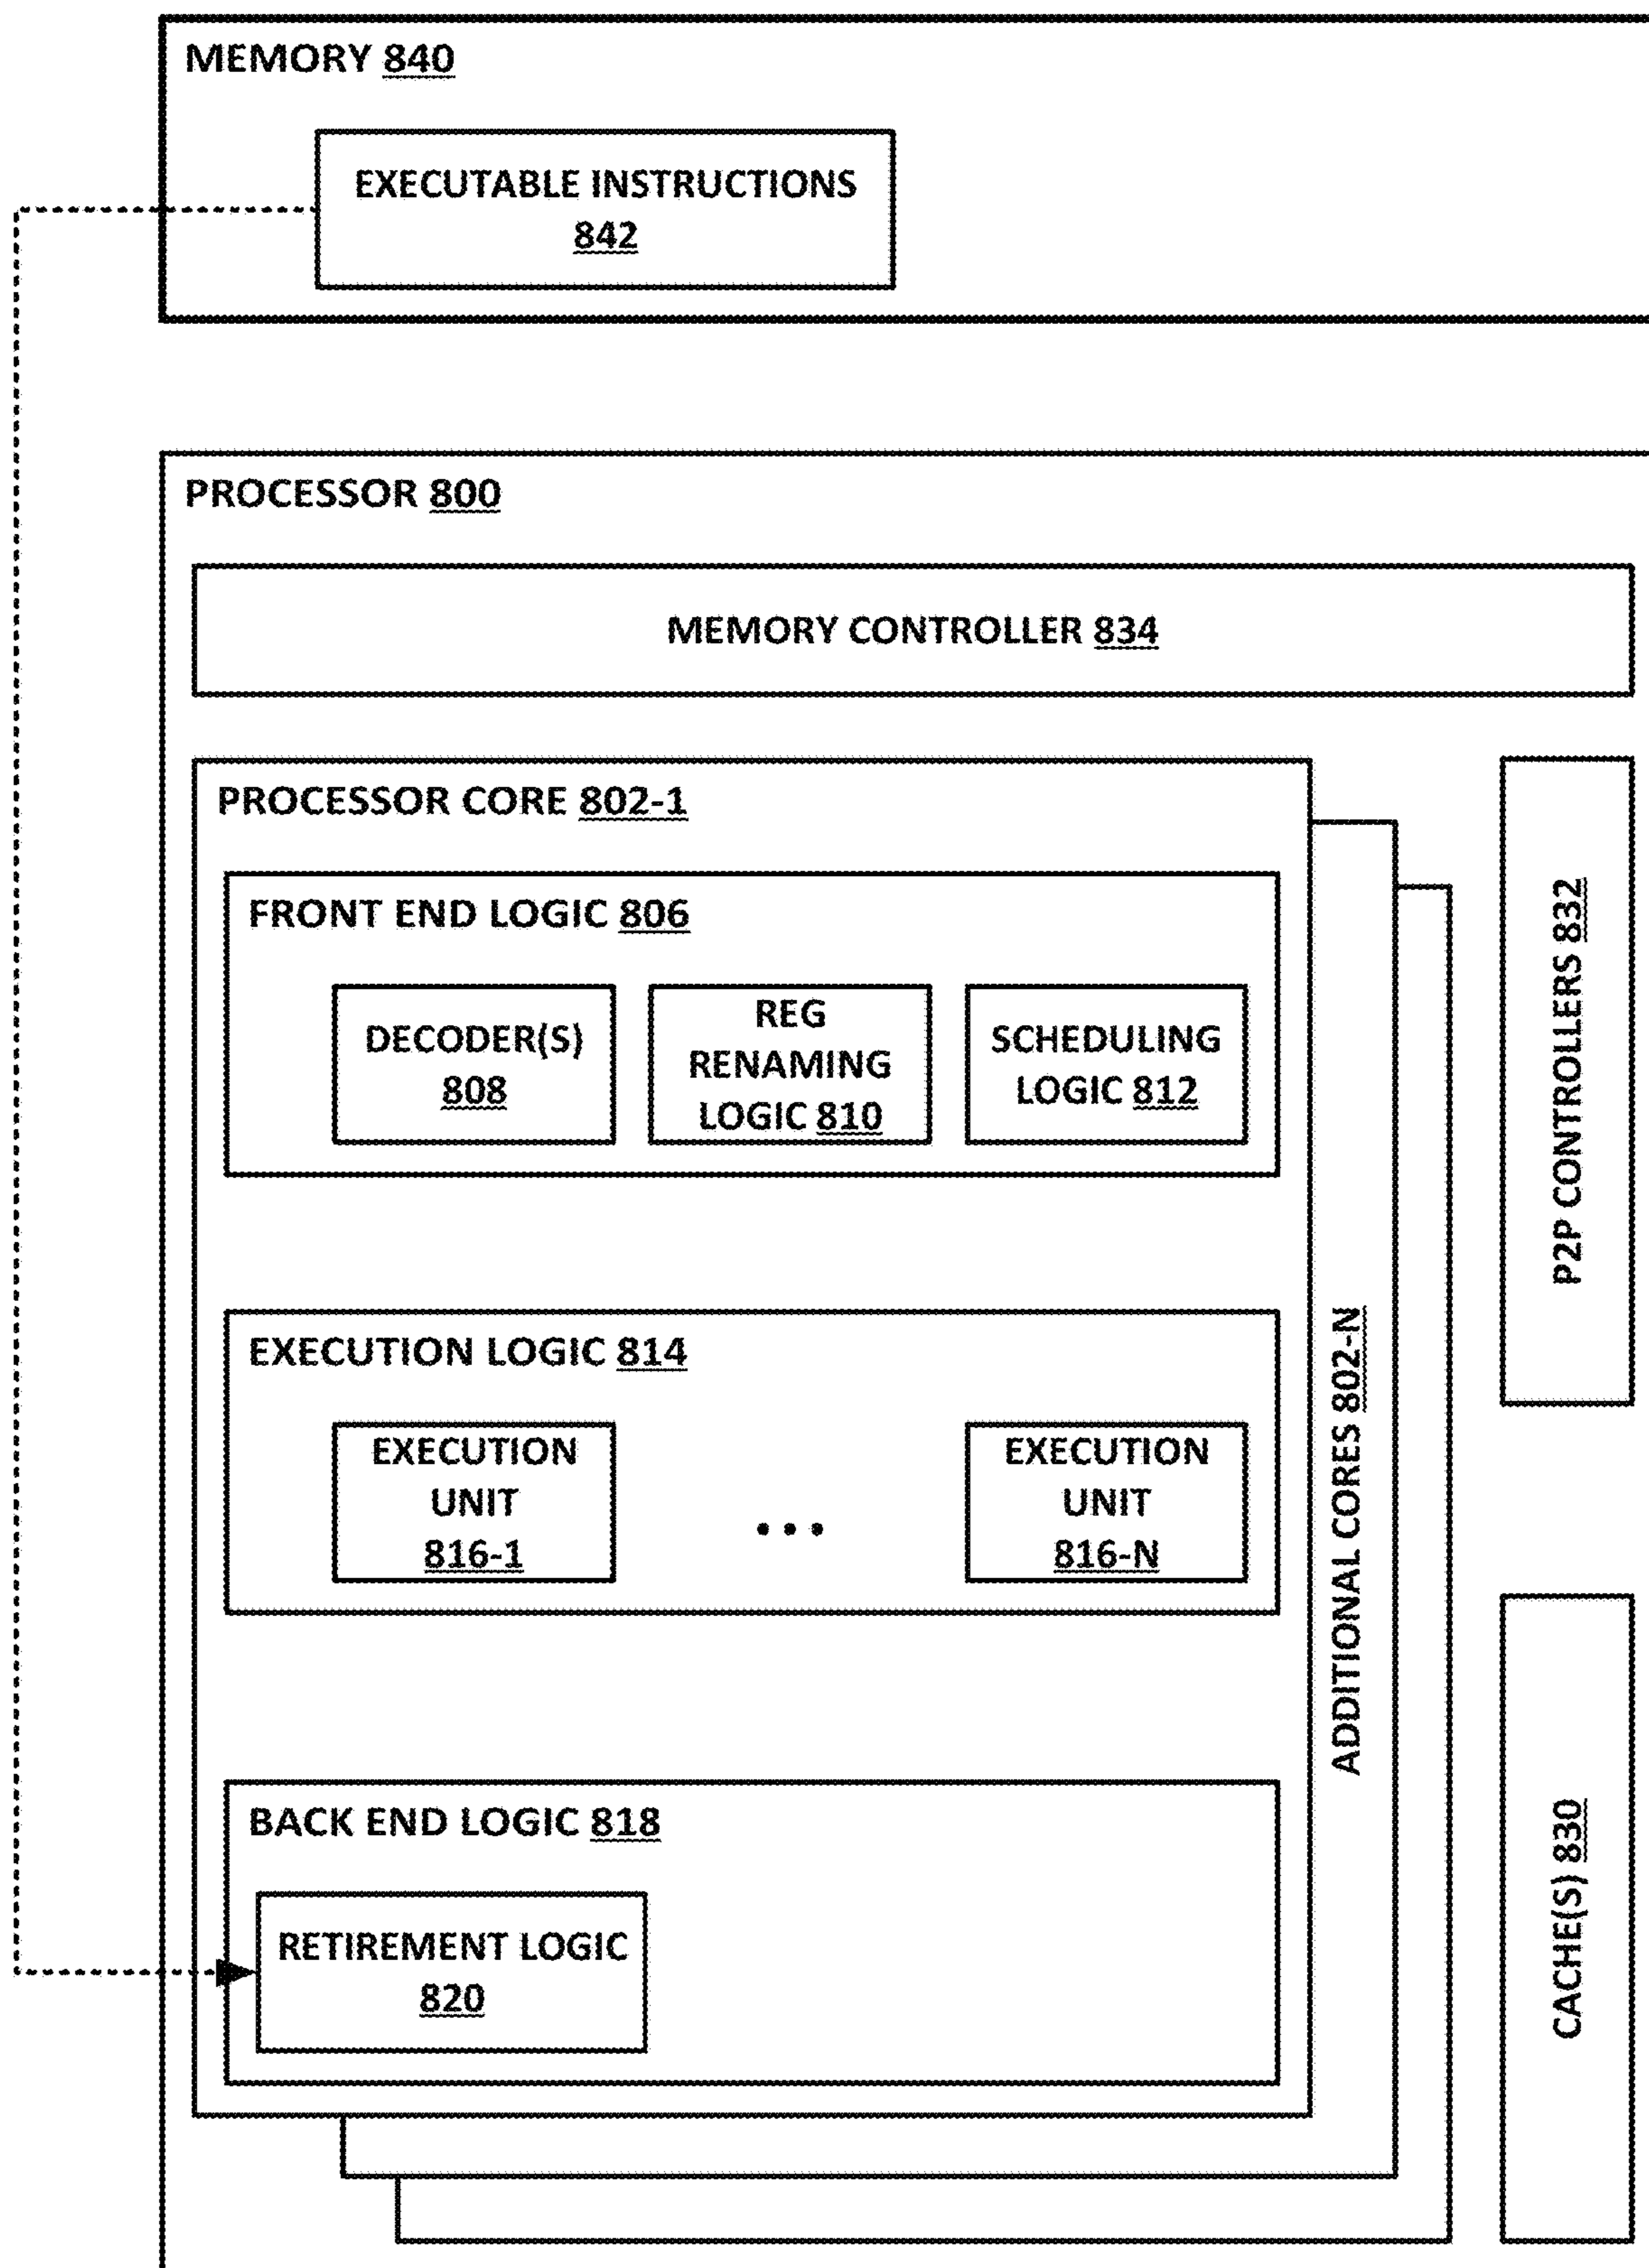 MEMORY 840
EXECUTABLE INSTRUCTIONS
842
PROCESSOR 800
MEMORY CONTROLLER 834
PROCESSOR CORE 802-1
FRONT END LOGIC 806
DECODER(S)
808
REG
RENAMING
LOGIC 810
SCHEDULING
LOGIC 812
EXECUTION LOGIC 814
EXECUTION
UNIT
816-1
• • •
EXECUTION
UNIT
816-N
BACK END LOGIC 818
RETIREMENT LOGIC
820
ADDITIONAL CORES 802-N
P2P CONTROLLERS 832
CACHE(S) 830